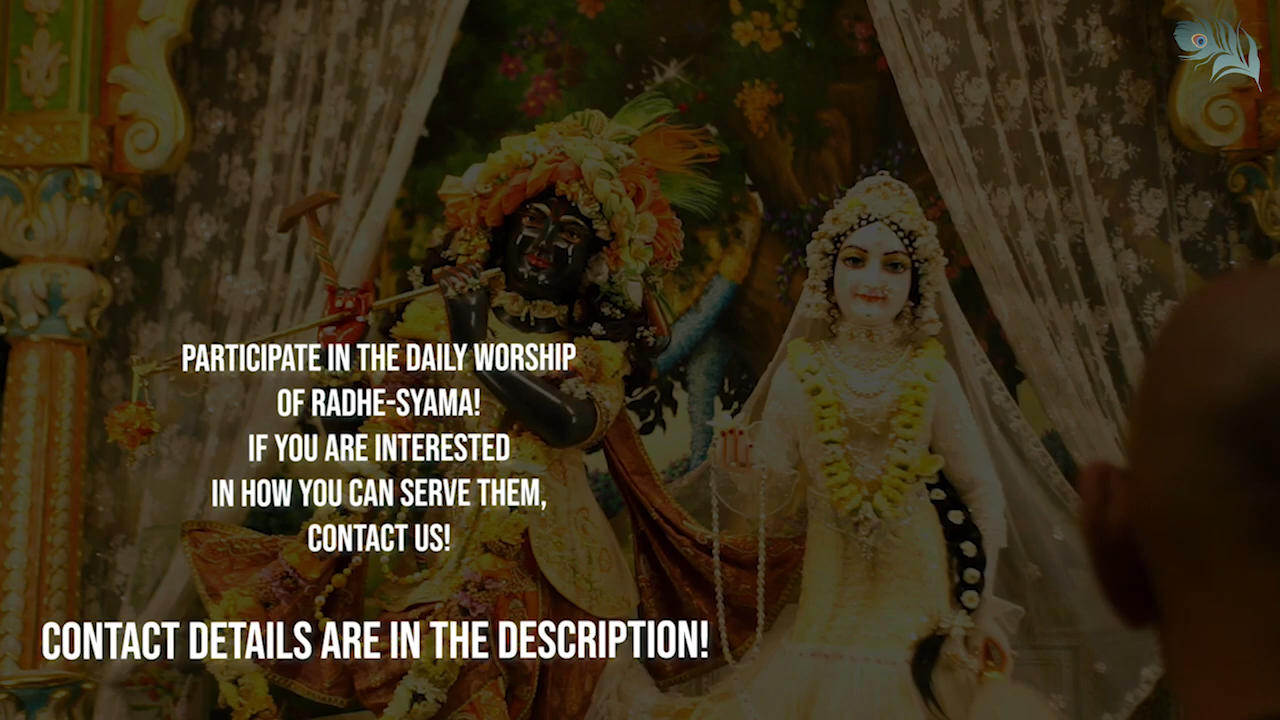 PARTICIPATE IN THE DAILY WORSHIP
OF RADHE-SYAMA!
IF YOU ARE INTERESTED
IN HOW YOU CAN SERVE THEM,
CONTACT US!
CONTACT DETAILS ARE IN THE DESCRIPTION!